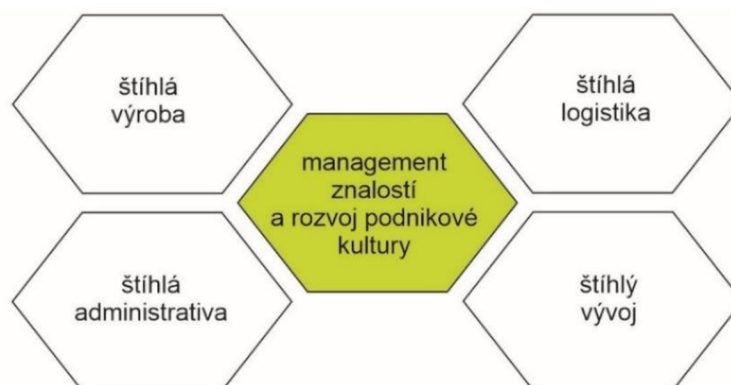 štíhlá
výroba
štíhlá
logistika
management
znalostí
a rozvoj podnikové
kultury
štíhlá
administrativa
štíhlý
vývoj